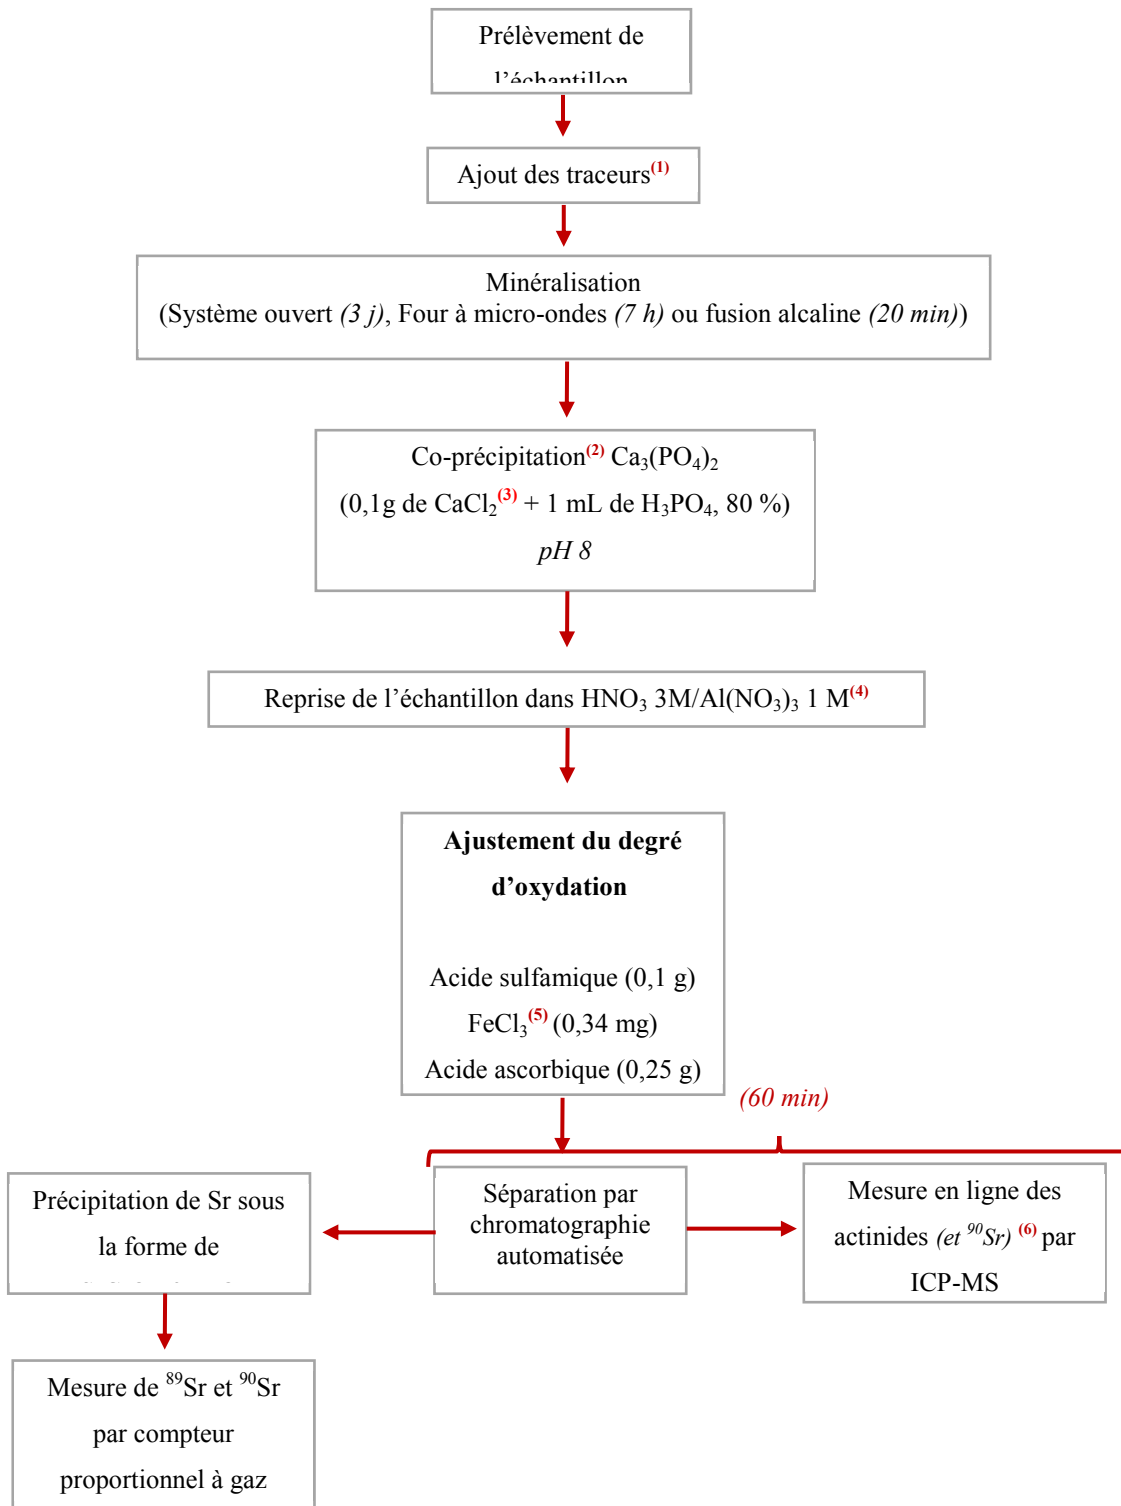 Prélèvement de
l'échantillon
Ajout des traceurs(1)
Minéralisation
(Système ouvert (3 j), Four à micro-ondes (7 h) ou fusion alcaline (20 min))
Co-précipitation(2) Ca3(PO4)2
(0,1g de CaCl2(3) + 1 mL de H3PO4, 80 %)
pH 8
Reprise de l'échantillon dans HNO3 3M/Al(NO3)3 1 M(4)
Ajustement du degré
d'oxydation
Acide sulfamique (0,1 g)
FeCl3(5) (0,34 mg)
Acide ascorbique (0,25 g)
(60 min)
Précipitation de Sr sous
la forme de
Séparation par
chromatographie
automatisée
Mesure en ligne des
actinides (et 90Sr) (6) par
ICP-MS
Mesure de 89Sr et 90Sr
par compteur
proportionnel à gaz